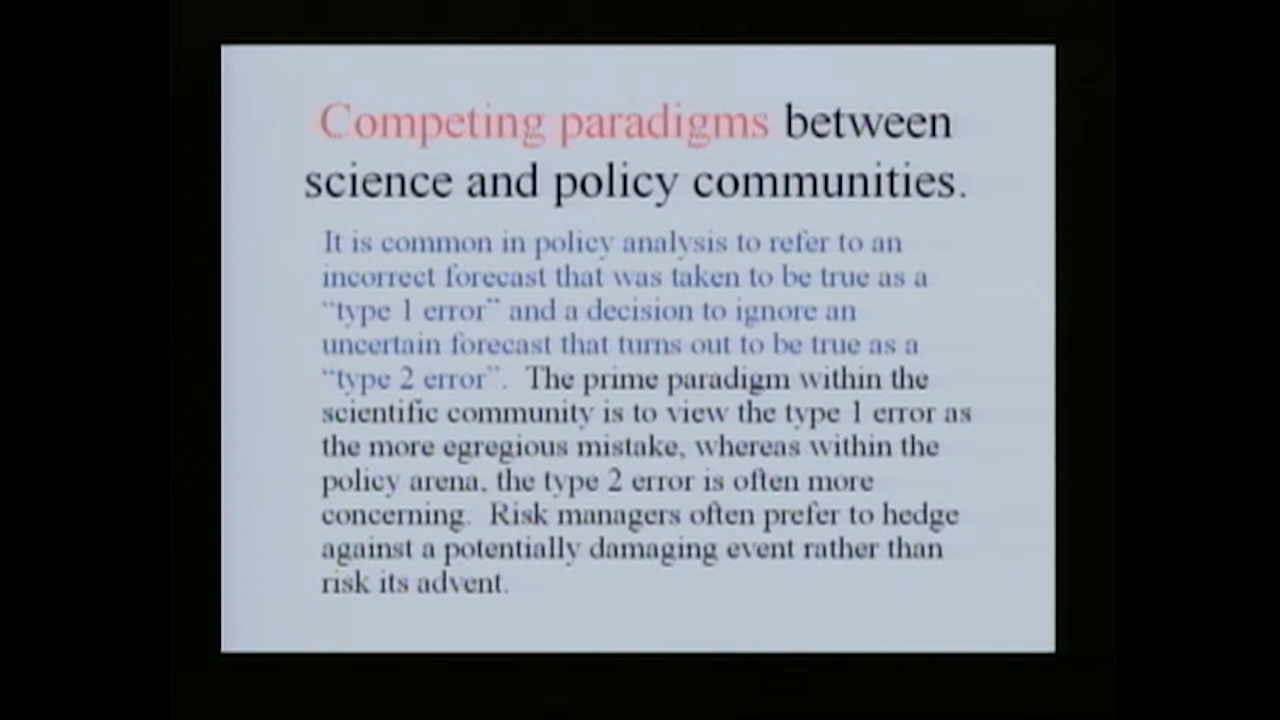 Competing paradigms between
science and policy communities.
It is common in policy analysis to refer to an
incorrect forecast that was taken to be true as a
“type 1 error” and a decision to ignore an
uncertain forecast that turns out to be true as a
“type 2 error”.  The prime paradigm within the
scientific community is to view the type 1 error as
the more egregious mistake, whereas within the
policy arena, the type 2 error is often more
concerning.  Risk managers often prefer to hedge
against a potentially damaging event rather than
risk its advent.